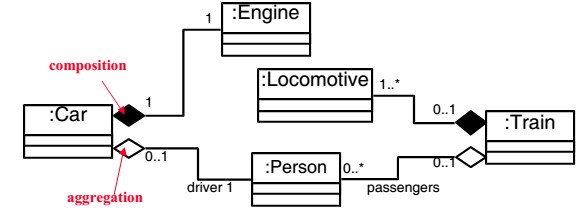 :Engine
1
composition
:Locomotive
1..*
1
0..1
:Car
:Train
0..1
:Person
0..*
0..1
driver 1
passengers
aggregation